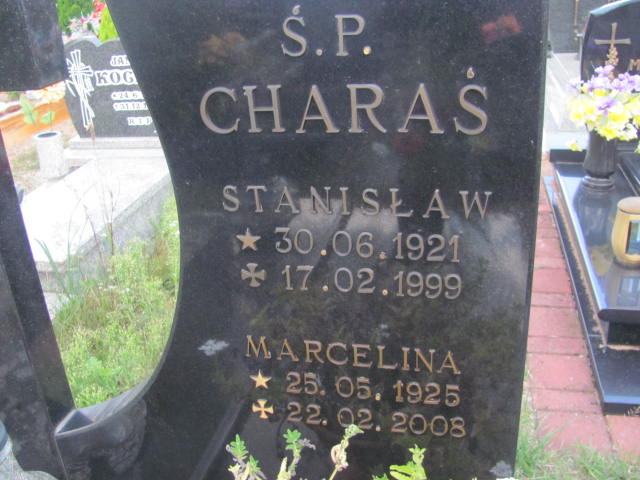 Ś.P.
CHARAŚ
STANISŁAW
30.06.1921
17.02.1999
MARCELINA
25.05.1925
22.02.2008
R.I.P